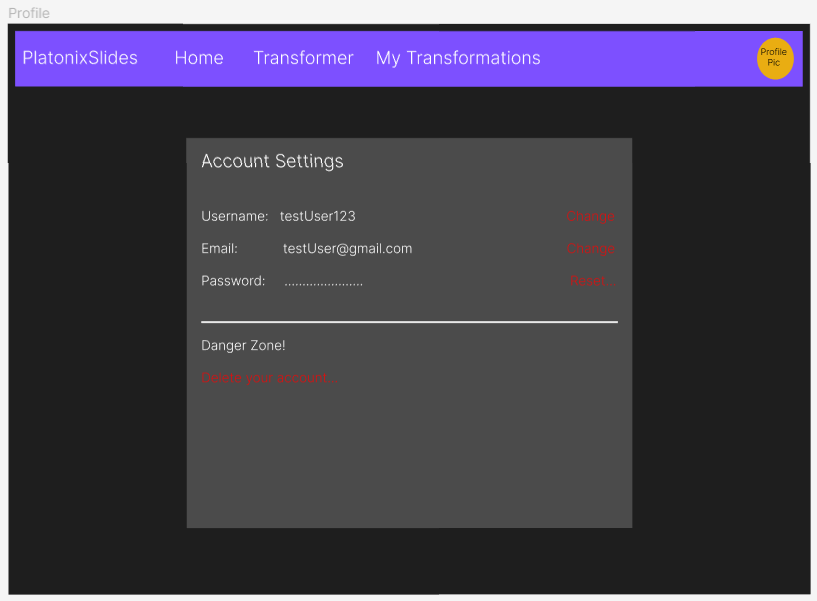 Profile
PlatonixSlides Home Transformer My Transformations
Profile
Pic
Account Settings
Username: testUser123 Change
Email: testUser@gmail.com Change
Password: ...................... Reset...
Danger Zone!
Delete your account...